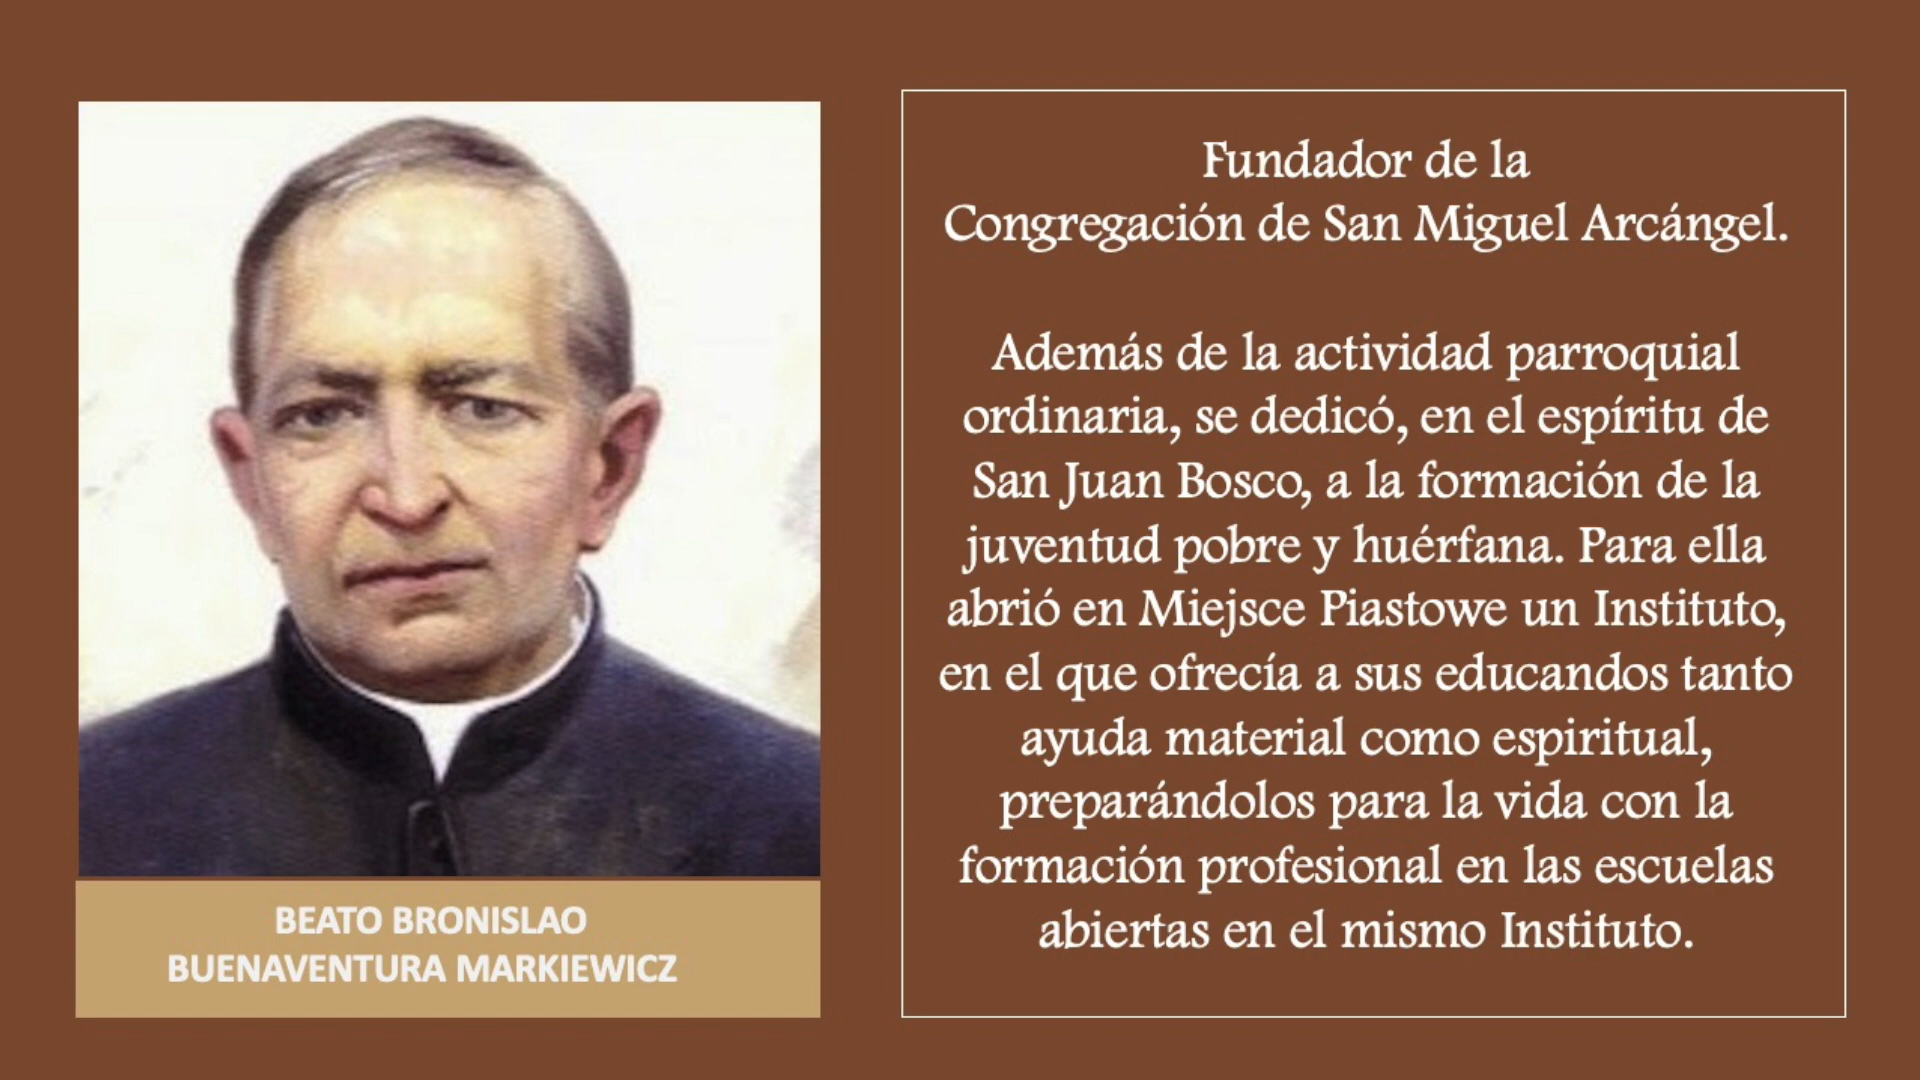 Fundador de la
Congregación de San Miguel Arcángel.
Además de la actividad parroquial
ordinaria, se dedicó, en el espíritu de
San Juan Bosco, a la formación de la
juventud pobre y huérfana. Para ella
abrió en Miejsce Piastowe un Instituto,
en el que ofrecía a sus educandos tanto
ayuda material como espiritual,
preparándolos para la vida con la
formación profesional en las escuelas
abiertas en el mismo Instituto.
BEATO BRONISLAO
BUENAVENTURA MARKIEWICZ